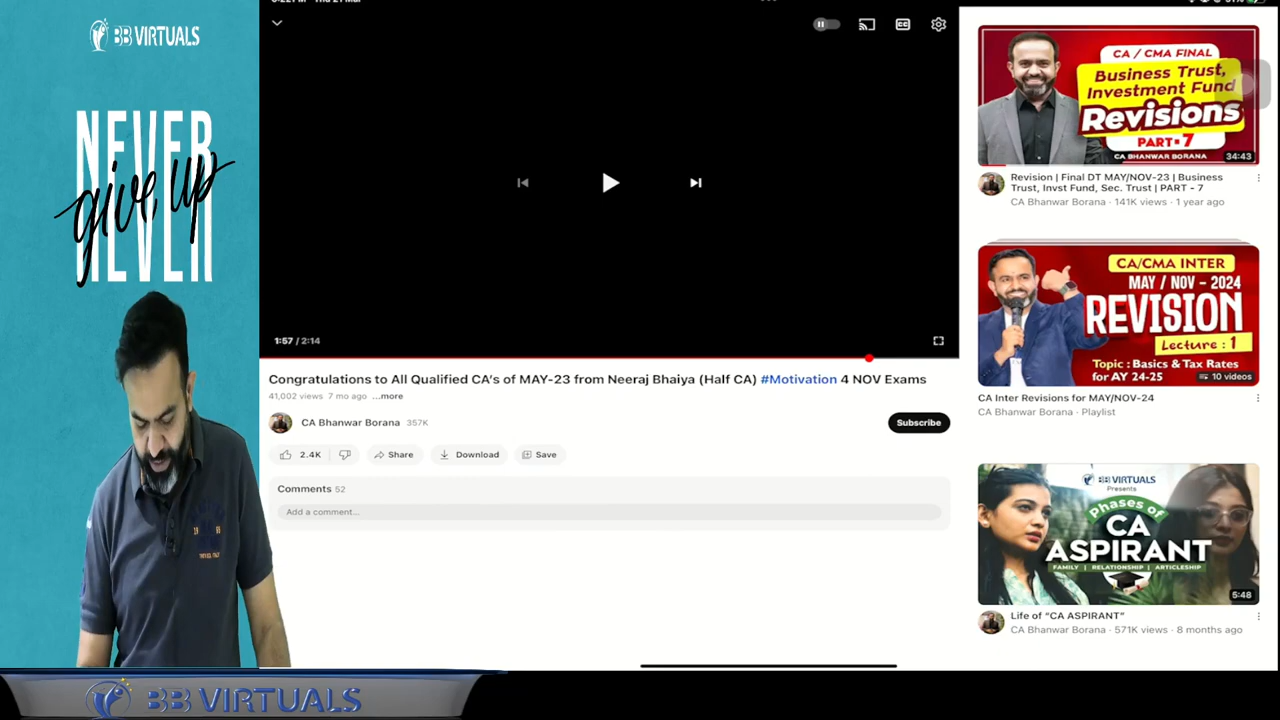 BB VIRTUALS
NEVER
give up
NEVER
1:57 / 2:14
Congratulations to All Qualified CA's of MAY-23 from Neeraj Bhaiya (Half CA) #Motivation 4 NOV Exams
41,002 views 7 mo ago ...more
CA Bhanwar Borana 357K
Subscribe
2.4K
Share
Download
Save
Comments 52
Add a comment...
CA / CMA FINAL
Business Trust,
Investment Fund
Revisions
PART-7
CA BHANWAR BORANA
34:43
Revision | Final DT MAY/NOV-23 | Business
Trust, Invst Fund, Sec. Trust | PART - 7
CA Bhanwar Borana · 141K views · 1 year ago
CA/CMA INTER
MAY / NOV - 2024
REVISION
Lecture : 1
Topic : Basics & Tax Rates
for AY 24-25
10 videos
CA Inter Revisions for MAY/NOV-24
CA Bhanwar Borana · Playlist
BB VIRTUALS
Presents
Phases of
CA
ASPIRANT
FAMILY | RELATIONSHIP | ARTICLESHIP
5:48
Life of "CA ASPIRANT"
CA Bhanwar Borana · 571K views · 8 months ago
BB VIRTUALS